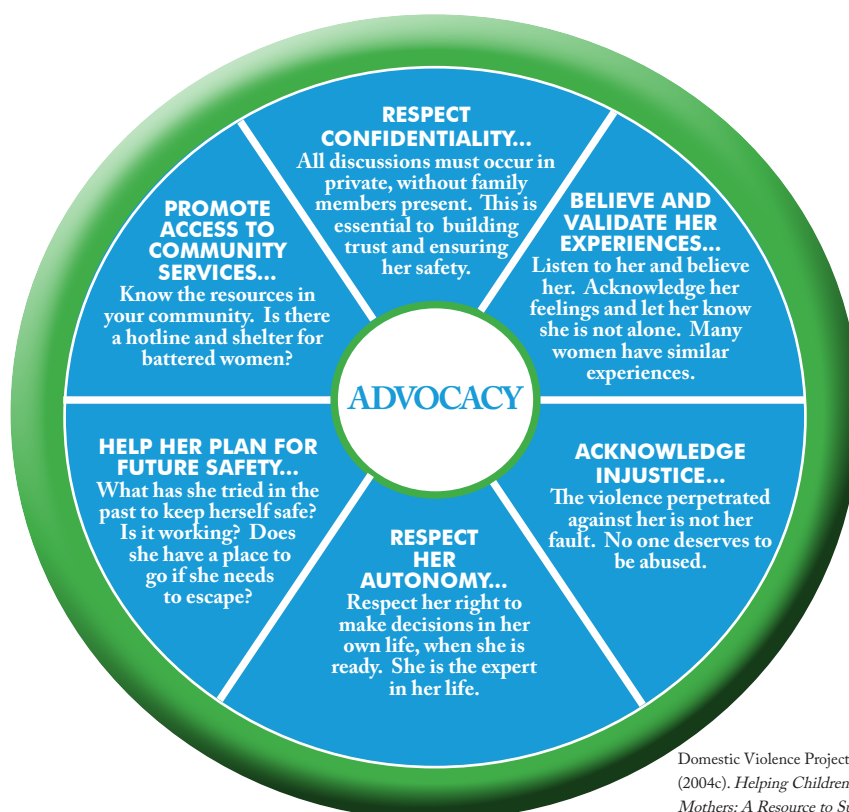 RESPECT
CONFIDENTIALITY...
All discussions must occur in
private, without family
members present. This is
essential to building
trust and ensuring
her safety.
BELIEVE AND
VALIDATE HER
EXPERIENCES...
Listen to her and believe
her. Acknowledge her
feelings and let her know
she is not alone. Many
women have similar
experiences.
ACKNOWLEDGE
INJUSTICE...
The violence perpetrated
against her is not her
fault. No one deserves to
be abused.
RESPECT
HER
AUTONOMY...
Respect her right to
make decisions in her
own life, when she is
ready. She is the expert
in her life.
HELP HER PLAN FOR
FUTURE SAFETY...
What has she tried in the
past to keep herself safe?
Is it working? Does
she have a place to
go if she needs
to escape?
PROMOTE
ACCESS TO
COMMUNITY
SERVICES...
Know the resources in
your community. Is there
a hotline and shelter for
battered women?
ADVOCACY
Domestic Violence Project
(2004c). Helping Children
Mothers: A Resource to